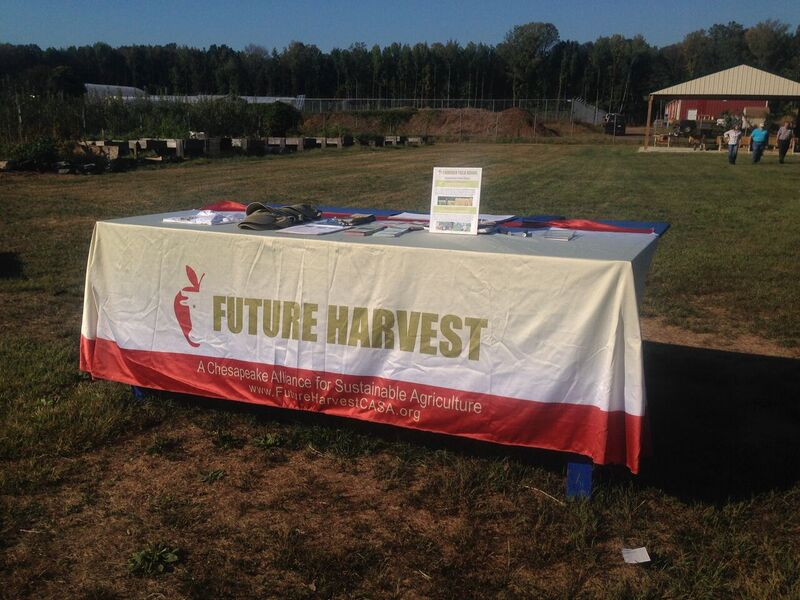 FUTURE HARVEST
A Chesapeake Alliance for Sustainable Agriculture
www.FutureHarvestCASA.org